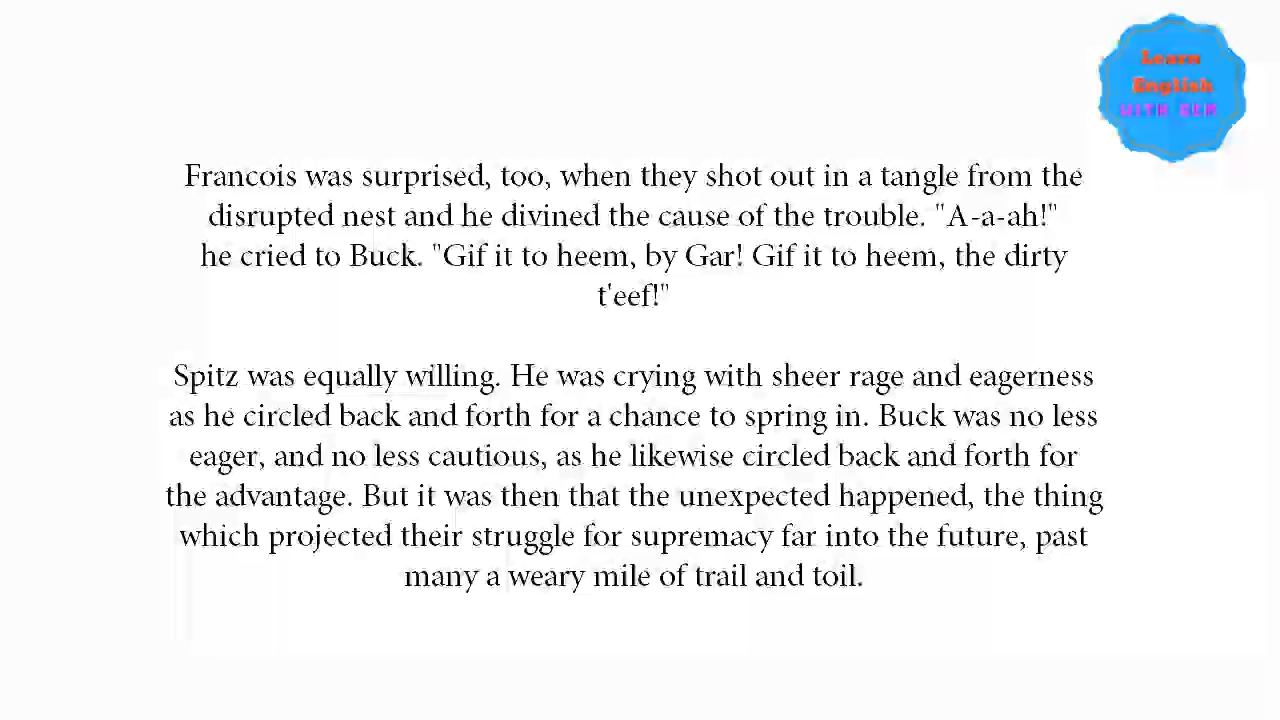 Learn
English
WITH GEM
Francois was surprised, too, when they shot out in a tangle from the
disrupted nest and he divined the cause of the trouble. "A-a-ah!"
he cried to Buck. "Gif it to heem, by Gar! Gif it to heem, the dirty
t'eef!"
Spitz was equally willing. He was crying with sheer rage and eagerness
as he circled back and forth for a chance to spring in. Buck was no less
eager, and no less cautious, as he likewise circled back and forth for
the advantage. But it was then that the unexpected happened, the thing
which projected their struggle for supremacy far into the future, past
many a weary mile of trail and toil.